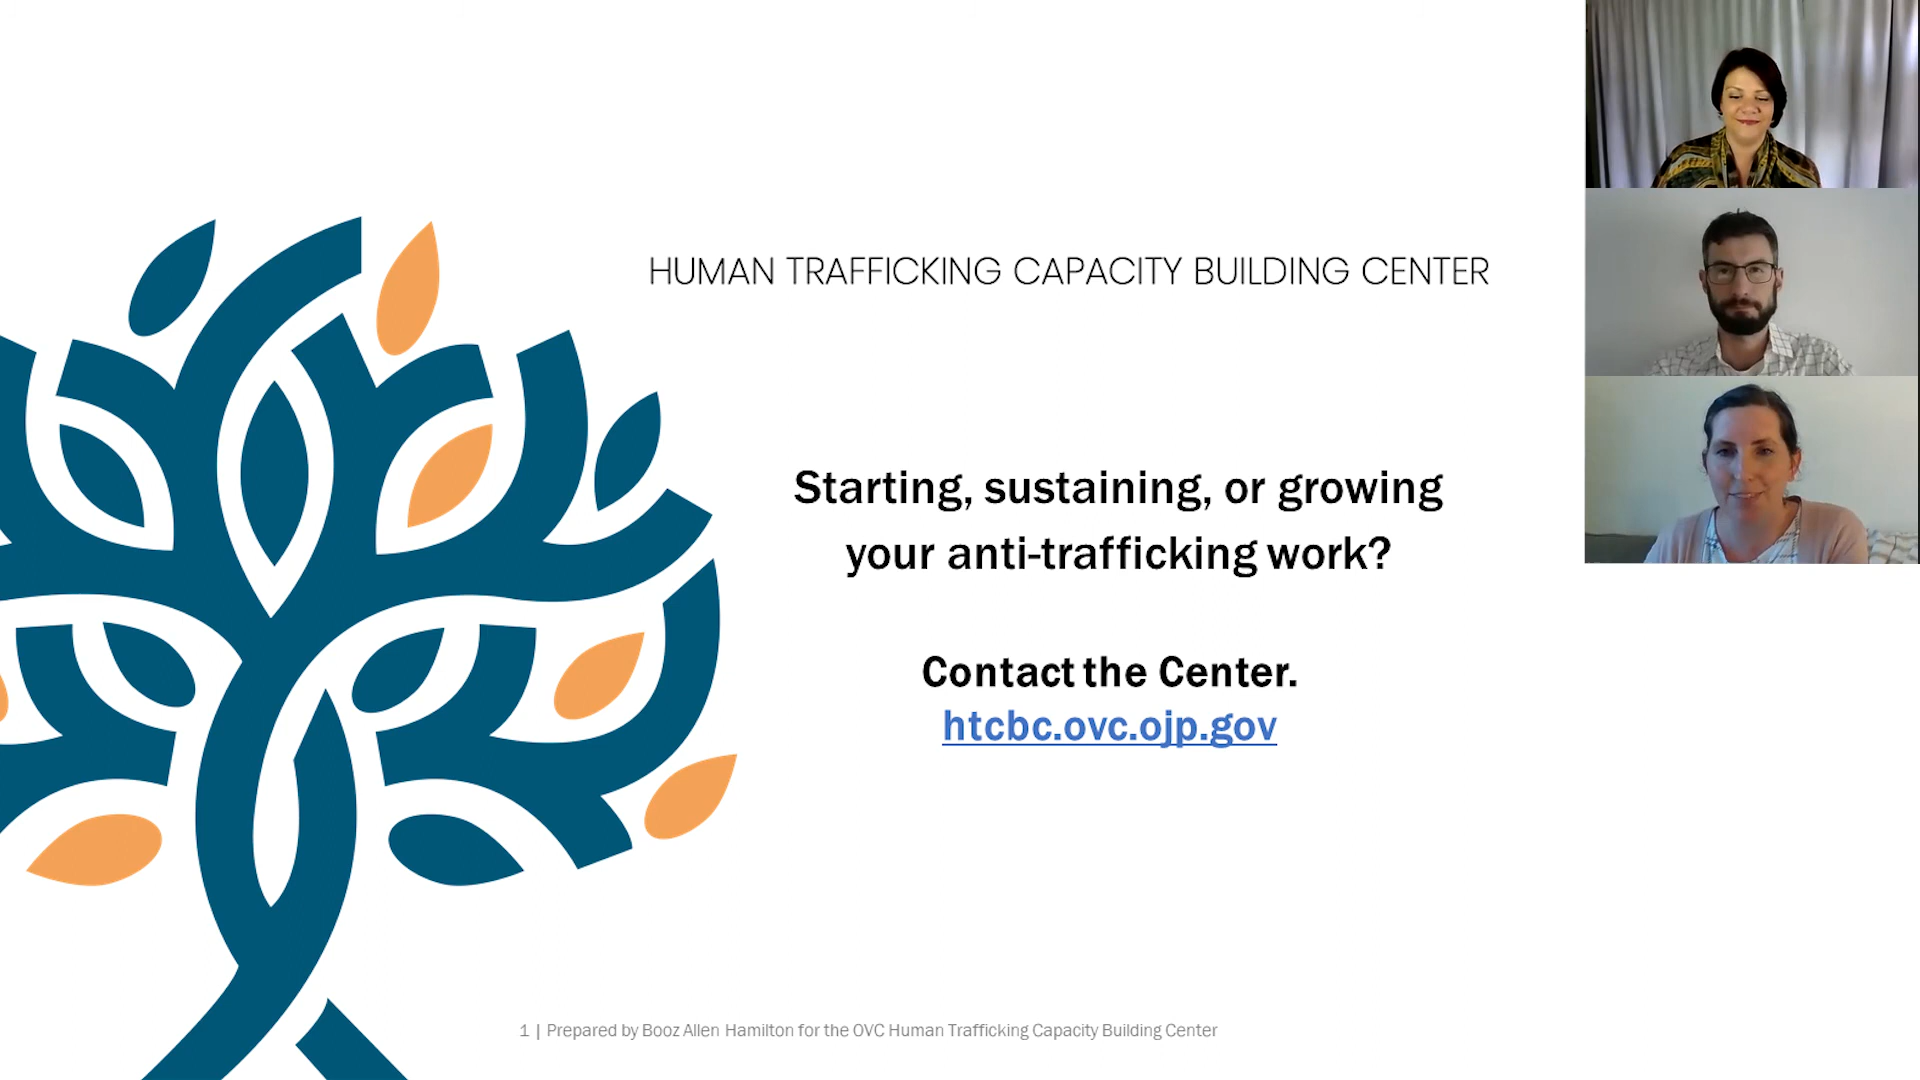 HUMAN TRAFFICKING CAPACITY BUILDING CENTER
Starting, sustaining, or growing
your anti-trafficking work?
Contact the Center.
htcbc.ovc.ojp.gov
1 | Prepared by Booz Allen Hamilton for the OVC Human Trafficking Capacity Building Center